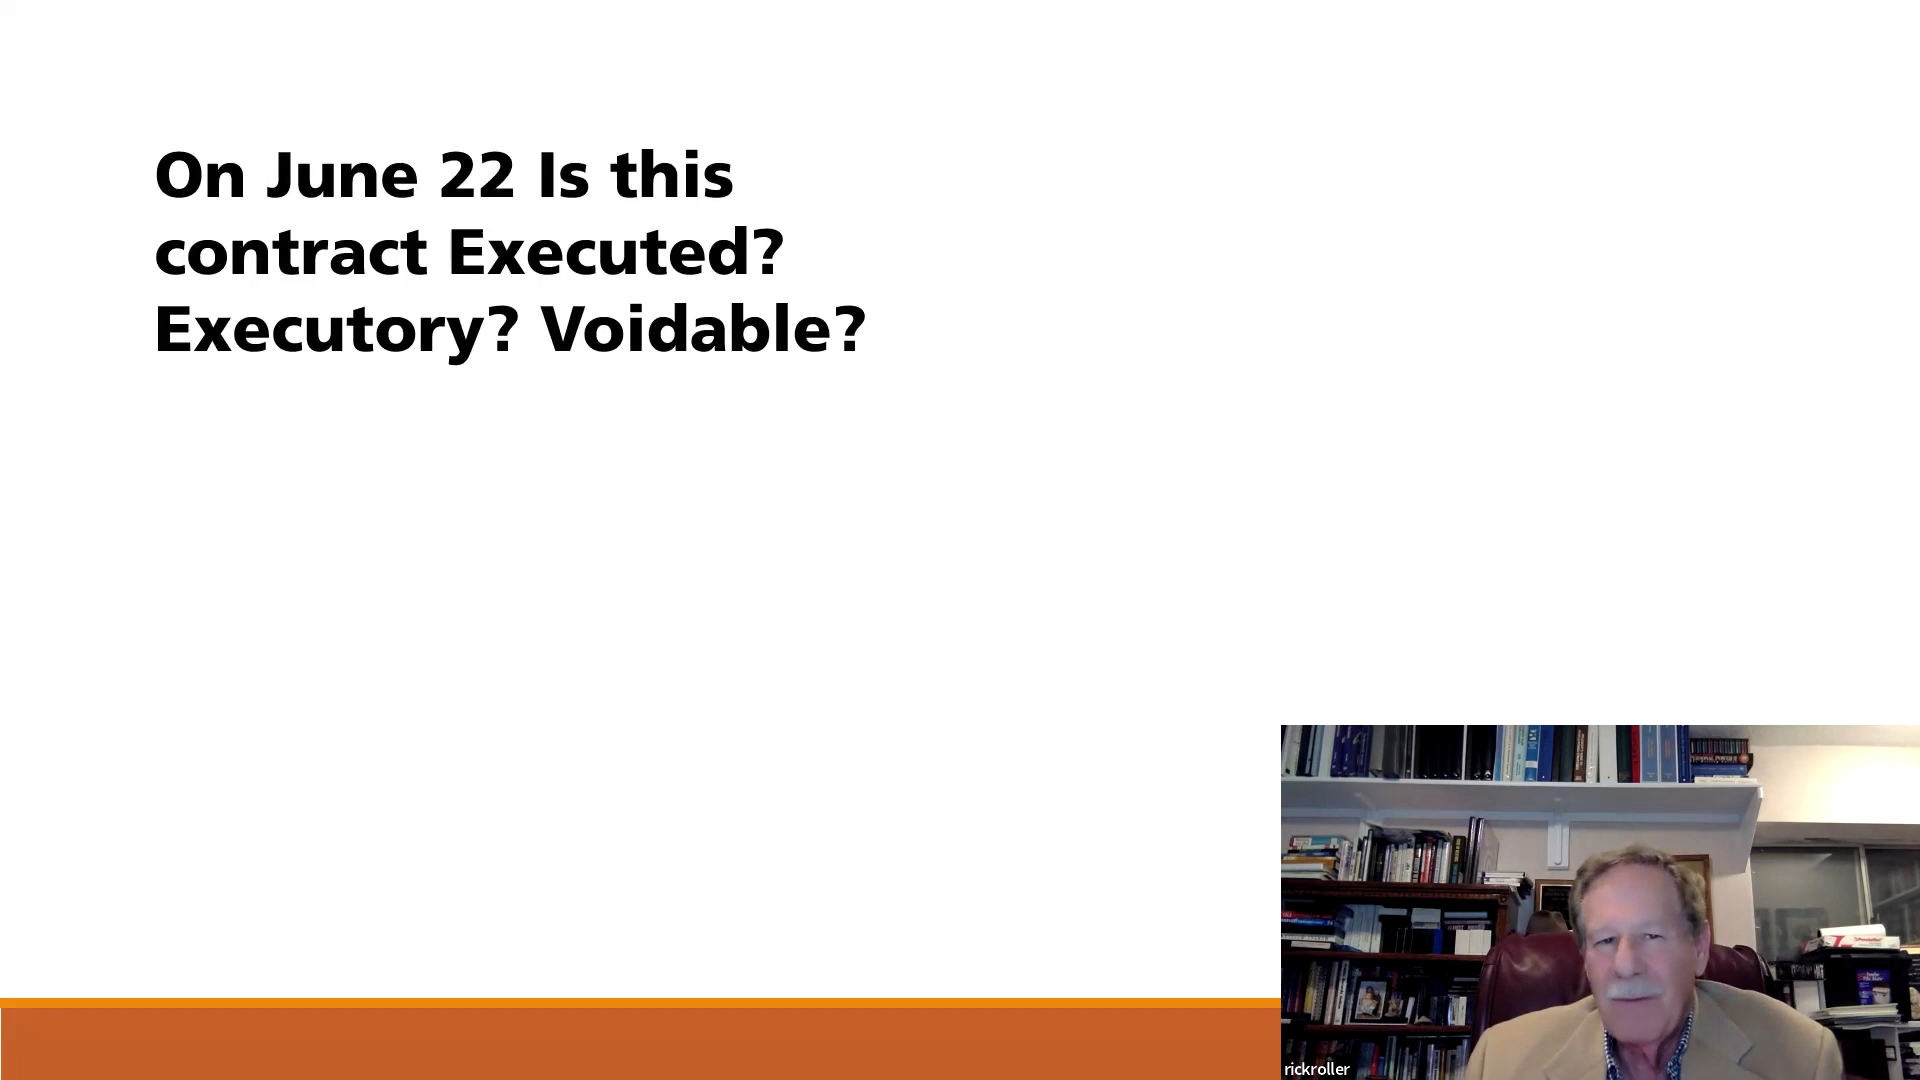 On June 22 Is this
contract Executed?
Executory? Voidable?
rickroller